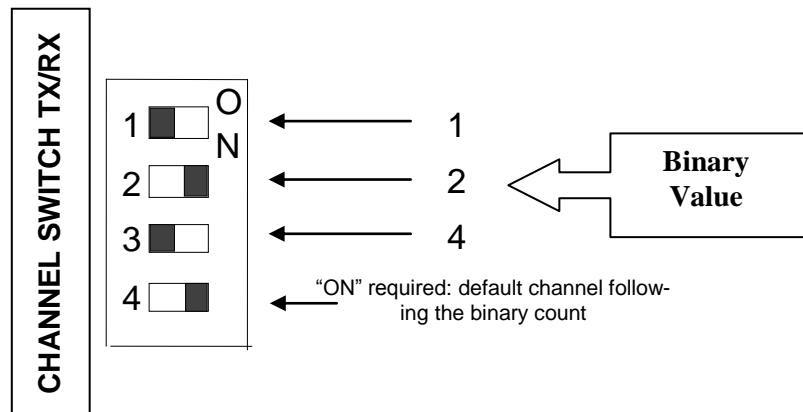 CHANNEL SWITCH TX/RX
O
1
N
2
3
4
1
2
4
"ON" required: default channel follow-
ing the binary count
Binary
Value